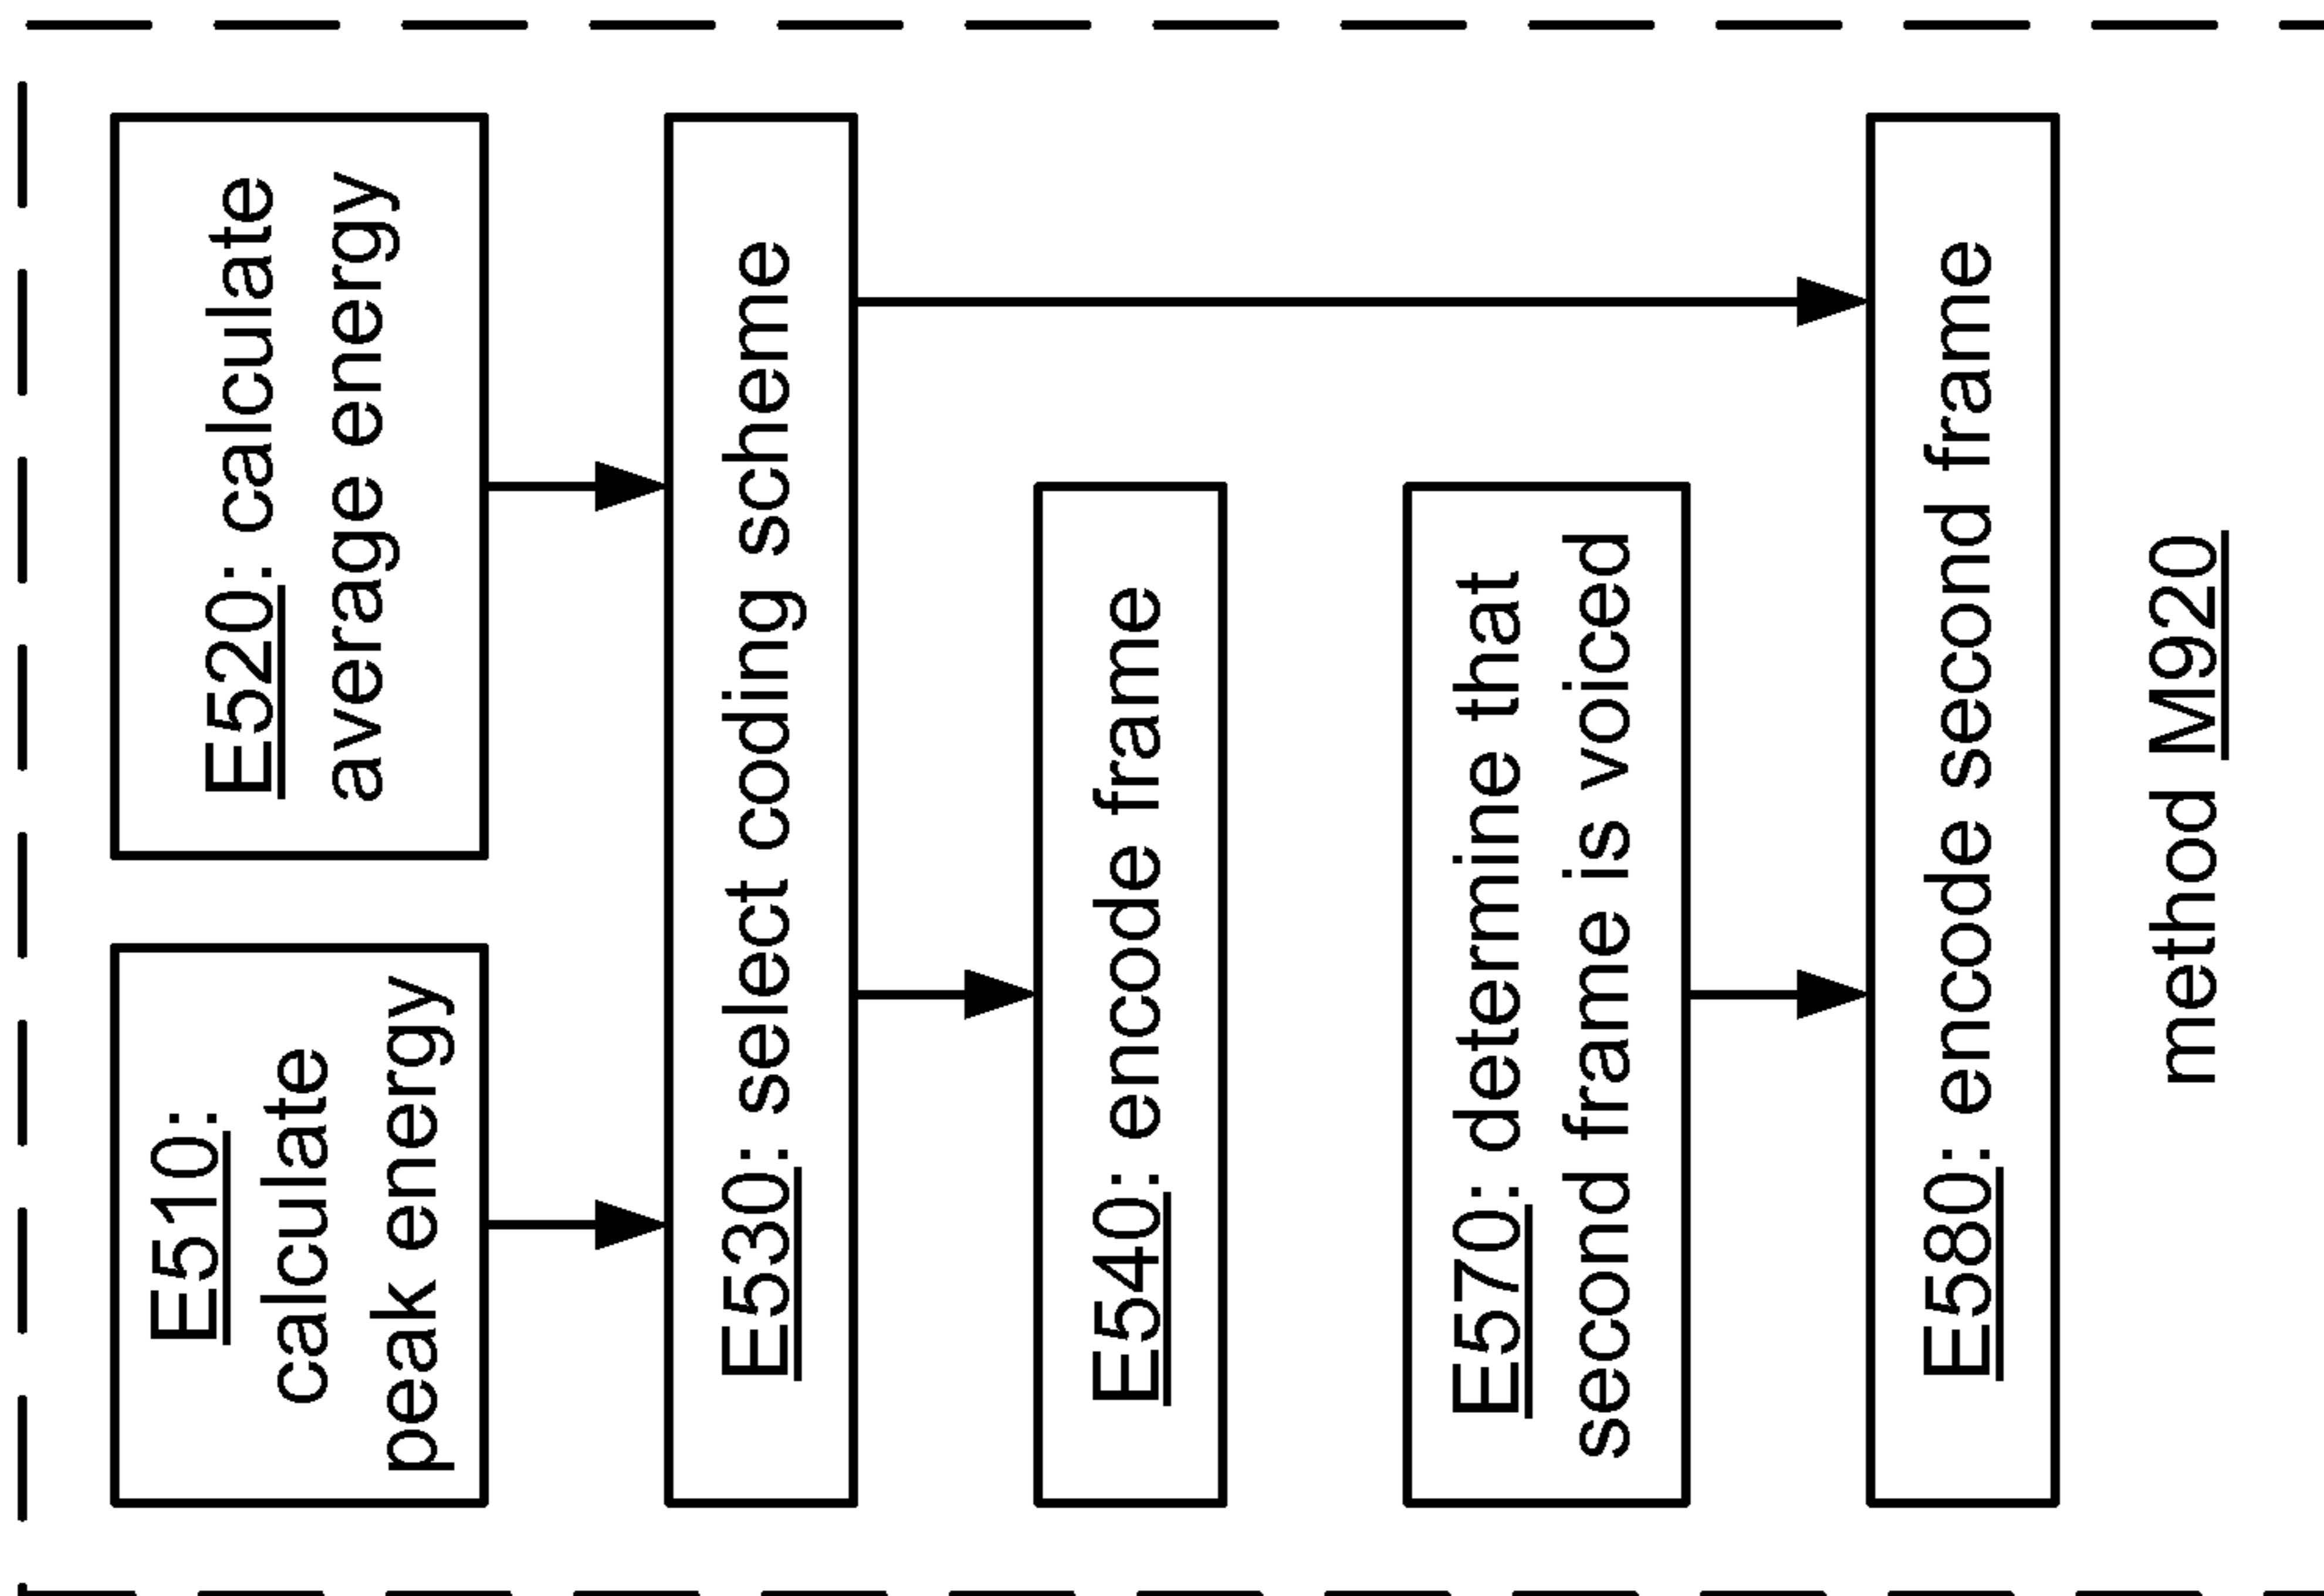 E510:
calculate
peak energy
E520: calculate
average energy
E530: select coding scheme
E540: encode frame
E570: determine that
second frame is voiced
E580: encode second frame
method M920